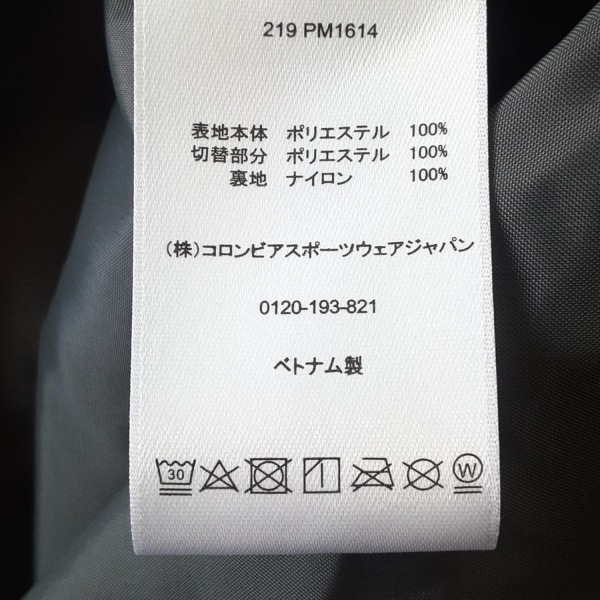 219 PM1614
表地本体 ポリエステル 100%
切替部分 ポリエステル 100%
裏地 ナイロン 100%
(株)コロンビアスポーツウェアジャパン
0120-193-821
ベトナム製
30 W